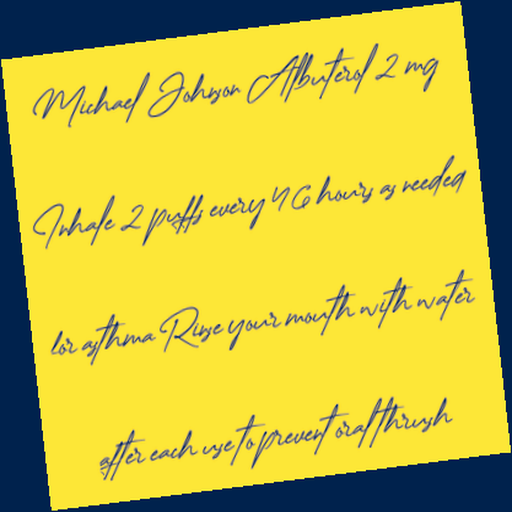 Michael Johnson Albuterol 2 mg
Inhale 2 puffs every 4 6 hours as needed
for asthma Rinse your mouth with water
after each use to prevent oral thrush